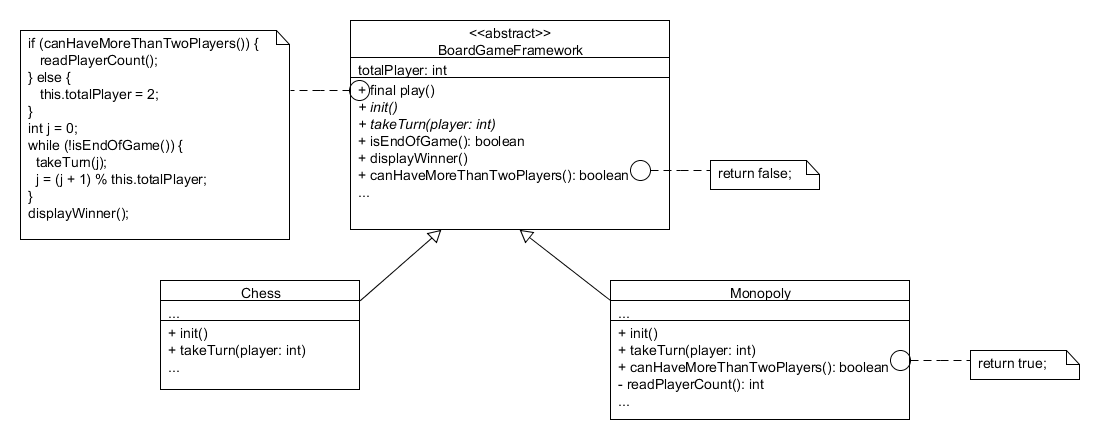 if (canHaveMoreThanTwoPlayers()) {
readPlayerCount();
} else {
this.totalPlayer = 2;
}
int j = 0;
while (!isEndOfGame()) {
takeTurn(j);
j = (j + 1) % this.totalPlayer;
}
displayWinner();
<<abstract>>
BoardGameFramework
totalPlayer: int
+ final play()
+ init()
+ takeTurn(player: int)
+ isEndOfGame(): boolean
+ displayWinner()
+ canHaveMoreThanTwoPlayers(): boolean
...
return false;
Chess
...
+ init()
+ takeTurn(player: int)
...
Monopoly
...
+ init()
+ takeTurn(player: int)
+ canHaveMoreThanTwoPlayers(): boolean
- readPlayerCount(): int
...
return true;